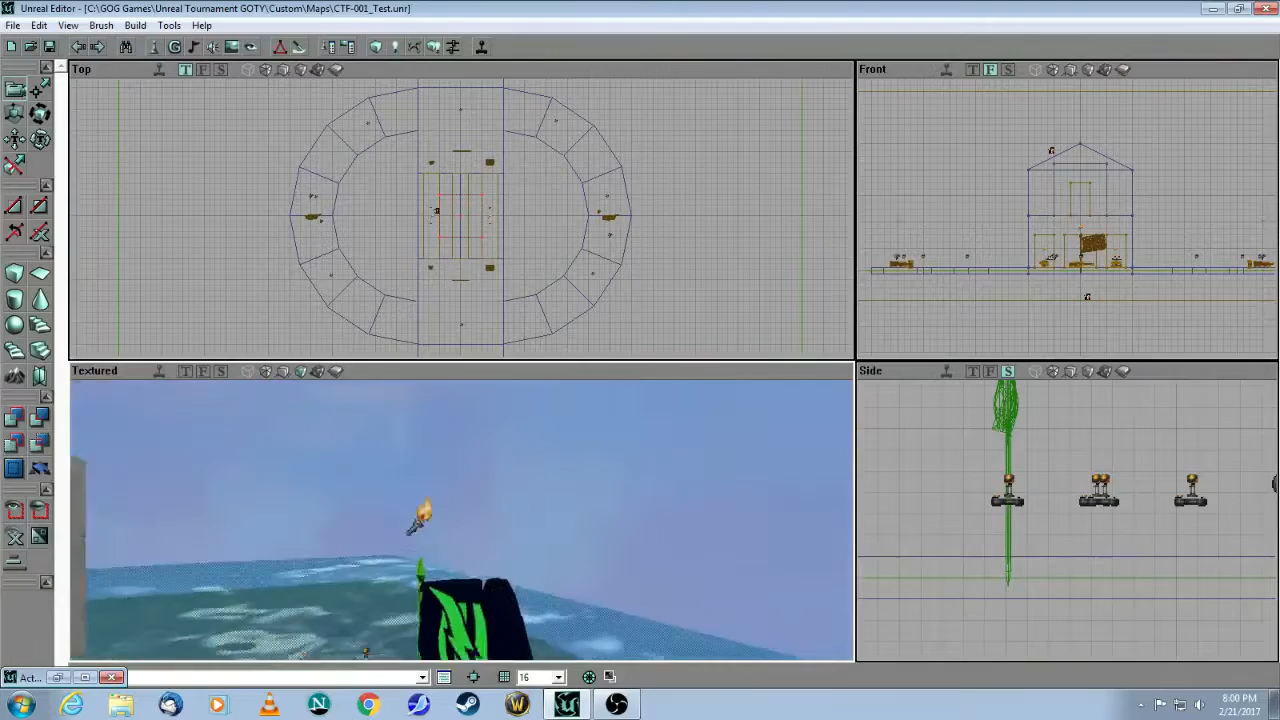 Unreal Editor - [C:\GOG Games\Unreal Tournament GOTY\Custom\Maps\CTF-001_Test.unr]
File Edit View Brush Build Tools Help
Top T F S
Front T F S
Textured T F S
Side T F S
Act... 16
8:00 PM
2/21/2017